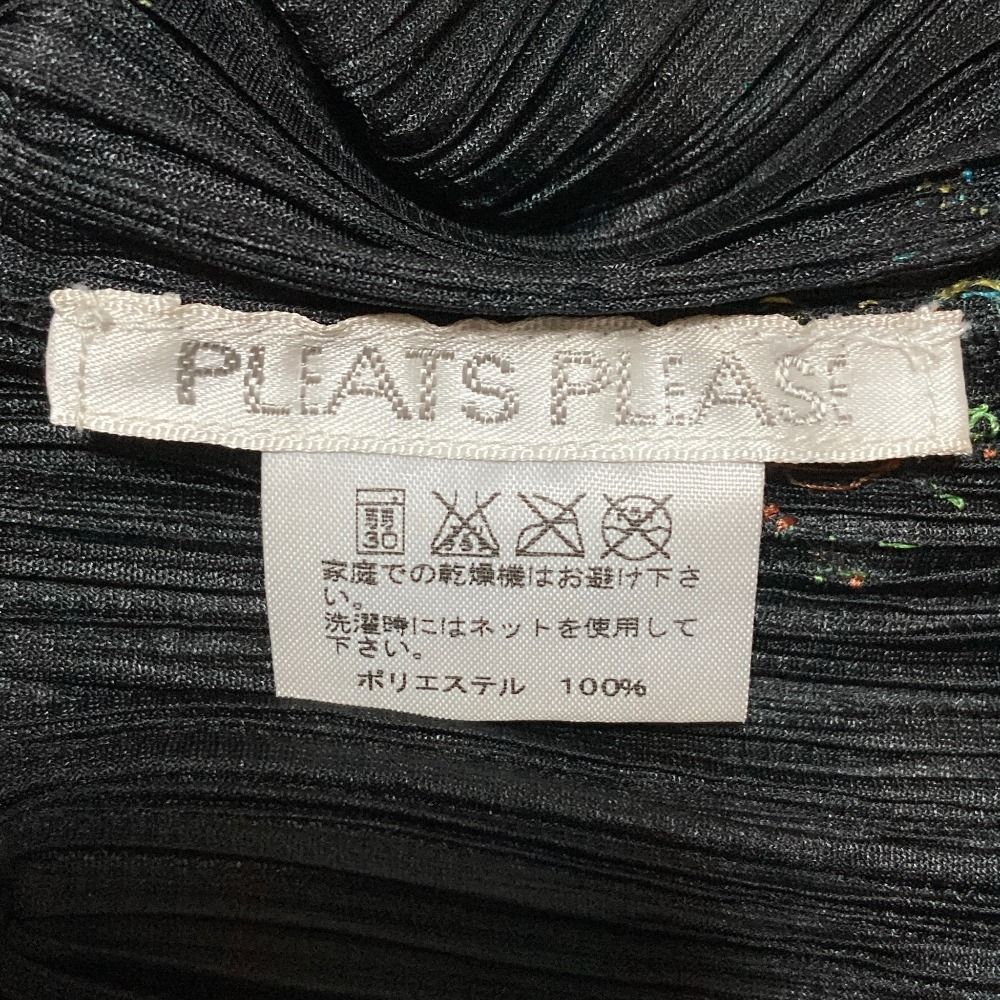 PLEATS PLEASE
弱
30
家庭での乾燥機はお避け下さ
い。
洗濯時にはネットを使用して
下さい。
ポリエステル 100%